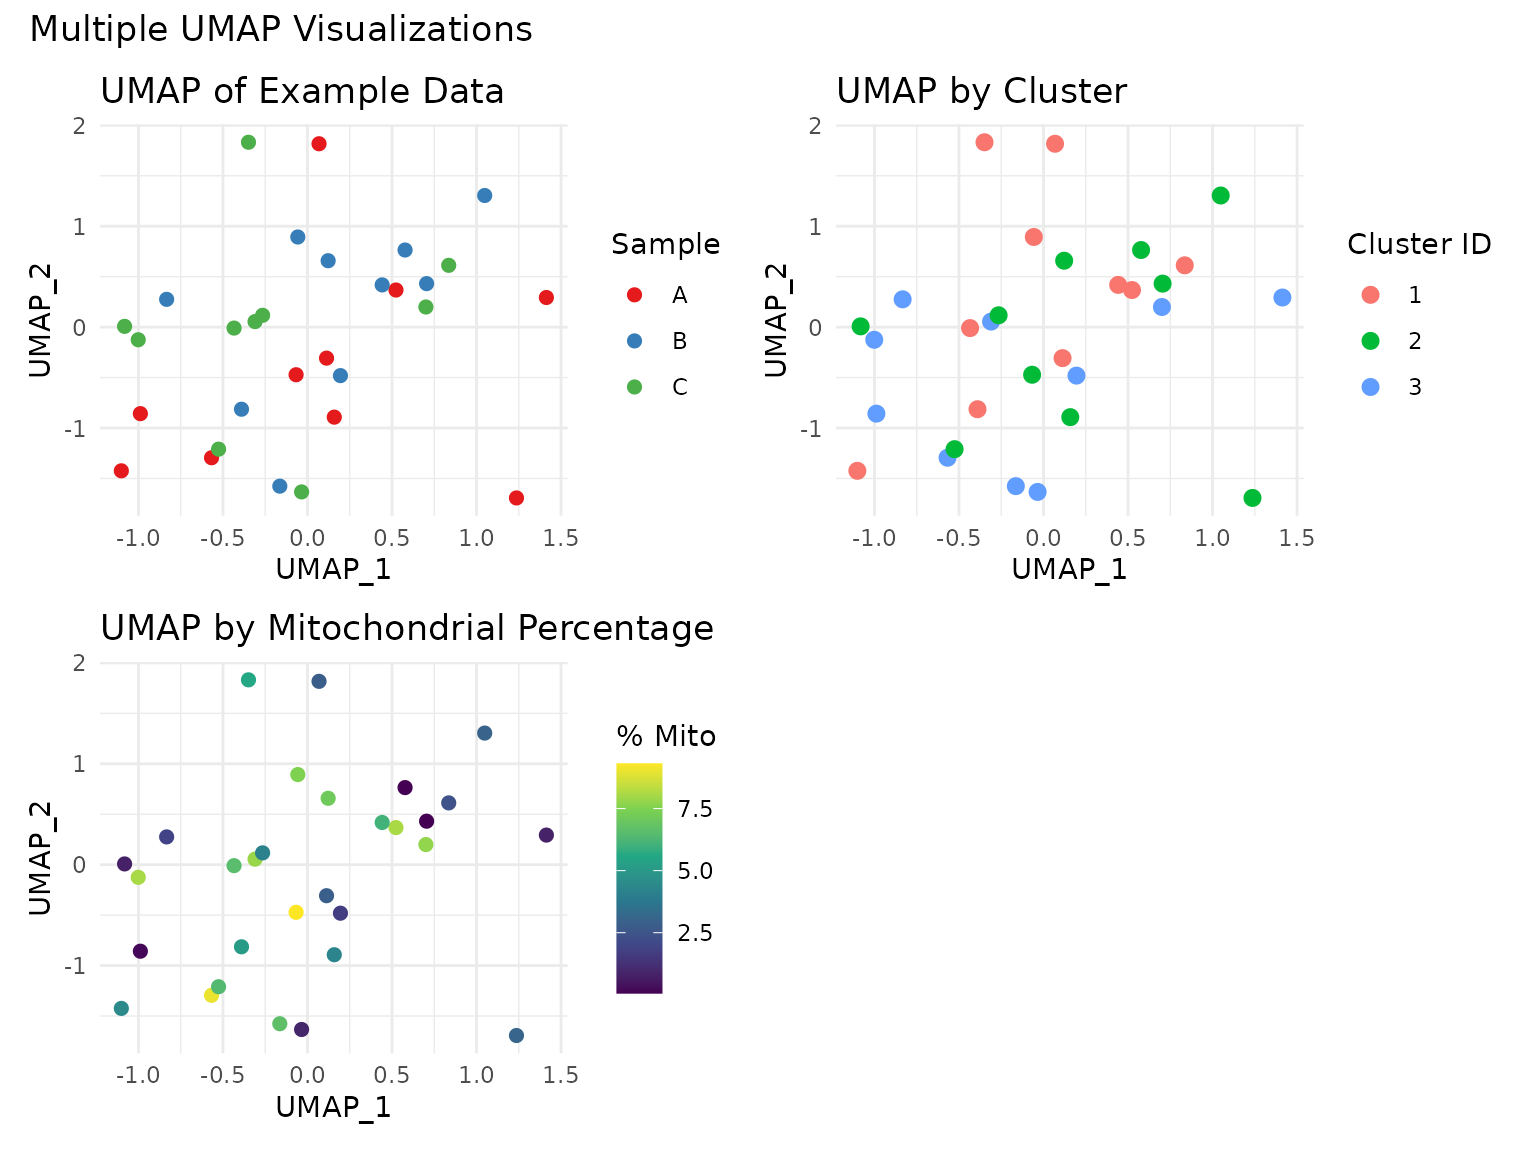 Multiple UMAP Visualizations
UMAP of Example Data
2
1
0
-1
UMAP_2
-1.0 -0.5 0.0 0.5 1.0 1.5
UMAP_1
Sample
A
B
C
UMAP by Cluster
2
1
0
-1
UMAP_2
-1.0 -0.5 0.0 0.5 1.0 1.5
UMAP_1
Cluster ID
1
2
3
UMAP by Mitochondrial Percentage
2
1
0
-1
UMAP_2
-1.0 -0.5 0.0 0.5 1.0 1.5
UMAP_1
% Mito
7.5
5.0
2.5